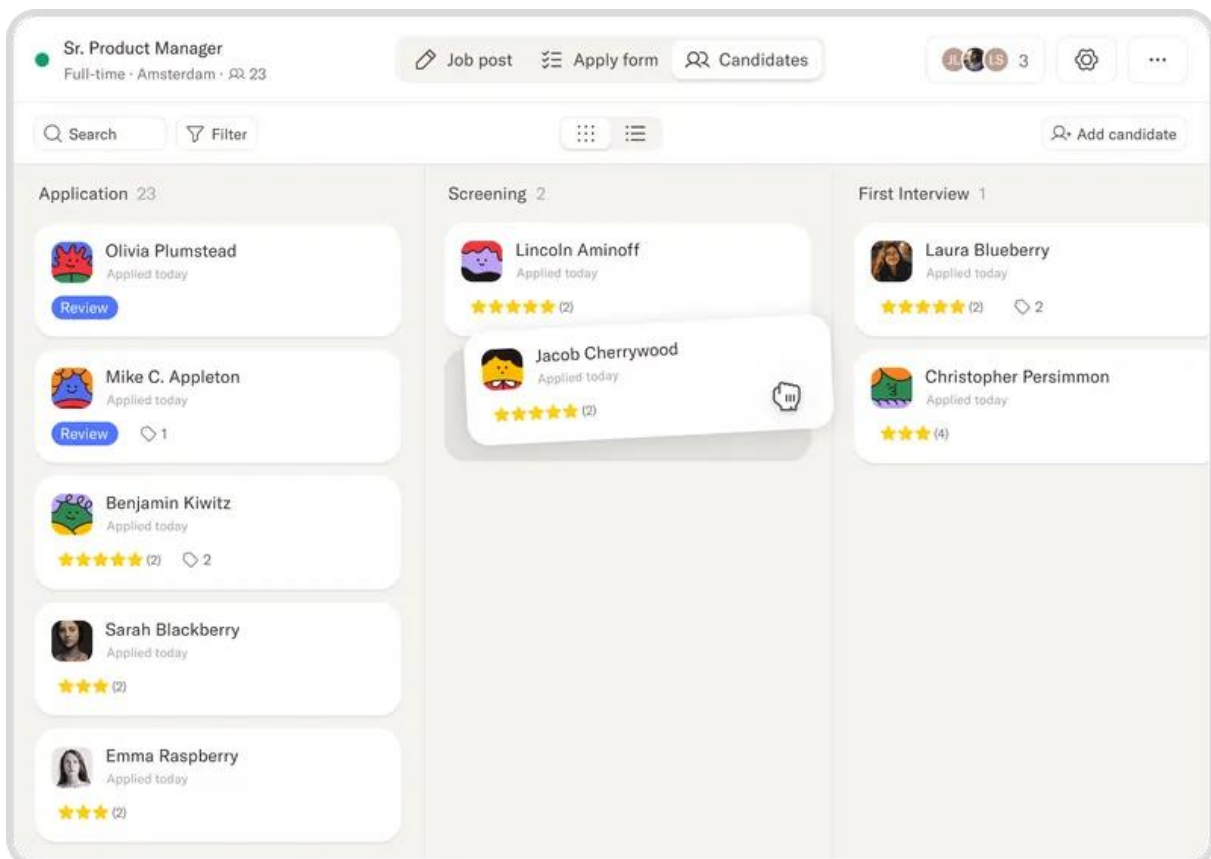 Sr. Product Manager
Full-time · Amsterdam · 23
Job post
Apply form
Candidates
JL
LS
3
Search
Filter
Add candidate
Application 23
Olivia Plumstead
Applied today
Review
Mike C. Appleton
Applied today
Review 1
Benjamin Kiwitz
Applied today
(2) 2
Sarah Blackberry
Applied today
(2)
Emma Raspberry
Applied today
(2)
Screening 2
Lincoln Aminoff
Applied today
(2)
Jacob Cherrywood
Applied today
(2)
First Interview 1
Laura Blueberry
Applied today
(2) 2
Christopher Persimmon
Applied today
(4)